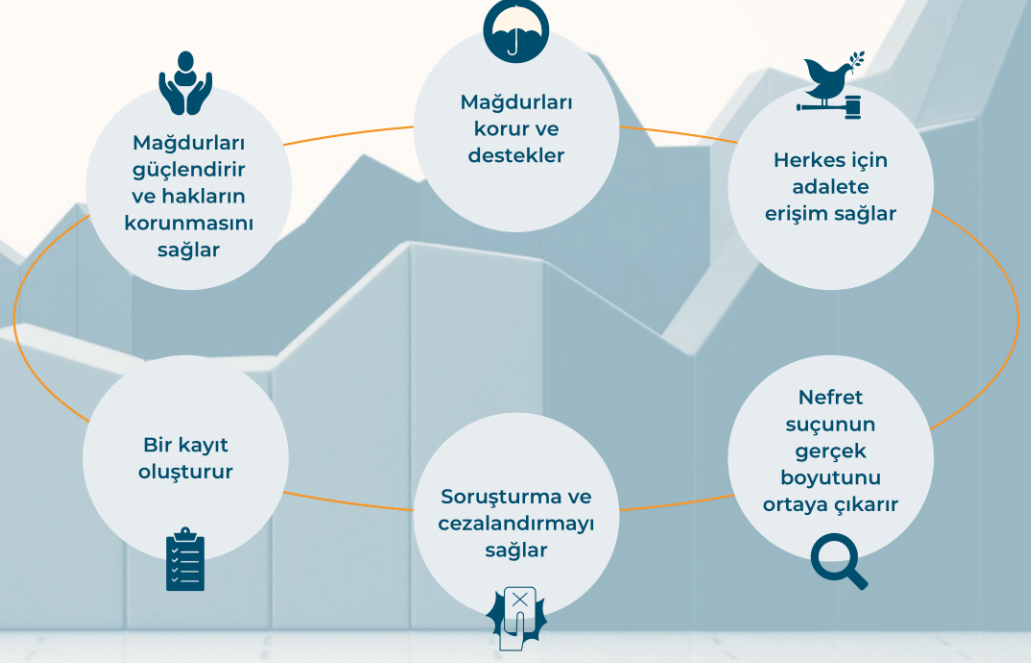 Mağdurları
güçlendirir
ve hakların
korunmasını
sağlar
Mağdurları
korur ve
destekler
Herkes için
adalete
erişim sağlar
Bir kayıt
oluşturur
Soruşturma ve
cezalandırmayı
sağlar
Nefret
suçunun
gerçek
boyutunu
ortaya çıkarır